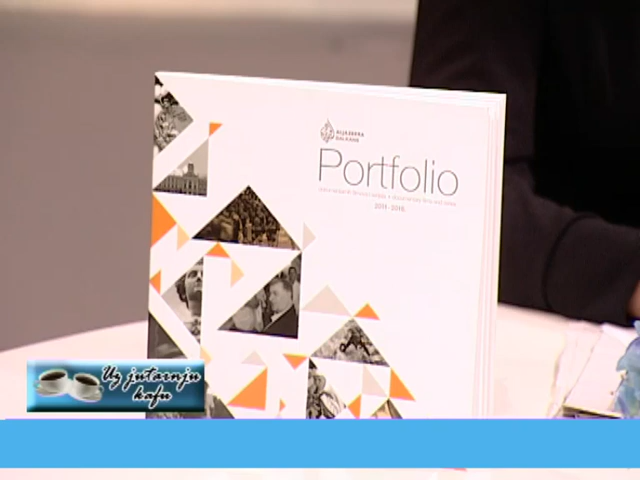 ALJAZEERA
BALKANS
Portfolio
2011.-2016.
Uz jutarnju
kafu